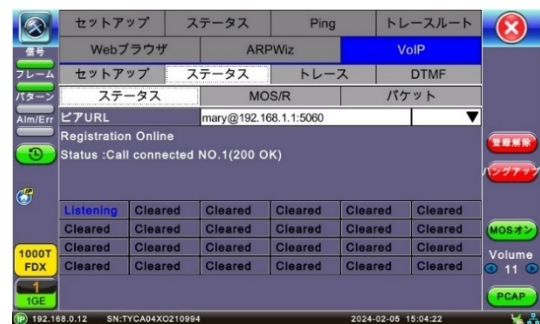 セットアップ ステータス Ping トレースルート
Webブラウザ ARPWiz VoIP
セットアップ ステータス トレース DTMF
ステータス MOS/R パケット
信号
フレーム
パターン
Alm/Err
ピアURL mary@192.168.1.1:5060
Registration Online
Status :Call connected NO.1(200 OK)
Listening Cleared Cleared Cleared Cleared Cleared
Cleared Cleared Cleared Cleared Cleared Cleared
Cleared Cleared Cleared Cleared Cleared Cleared
Cleared Cleared Cleared Cleared Cleared Cleared
1000T
FDX
1
1GE
登録解除
ハングアップ
MOSオン
Volume
11
PCAP
IP 192.168.0.12 SN:TYCA04XO210994 2024-02-05 15:04:22